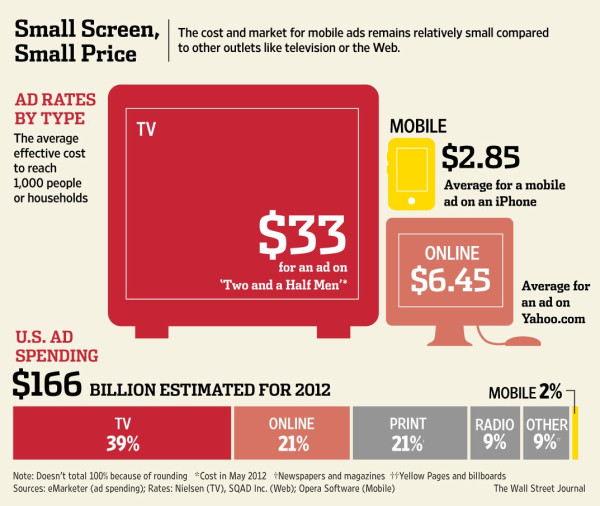 Small Screen,
Small Price
The cost and market for mobile ads remains relatively small compared
to other outlets like television or the Web.
AD RATES
BY TYPE
The average
effective cost
to reach
1,000 people
or households
TV
$33
for an ad on
'Two and a Half Men'*
MOBILE
$2.85
Average for a mobile
ad on an iPhone
ONLINE
$6.45
Average for
an ad on
Yahoo.com
U.S. AD
SPENDING
$166 BILLION ESTIMATED FOR 2012
MOBILE 2%
TV
39%
ONLINE
21%
PRINT
21%†
RADIO
9%
OTHER
9%††
Note: Doesn't total 100% because of rounding *Cost in May 2012 †Newspapers and magazines ††Yellow Pages and billboards
Sources: eMarketer (ad spending); Rates: Nielsen (TV), SQAD Inc. (Web); Opera Software (Mobile)
The Wall Street Journal